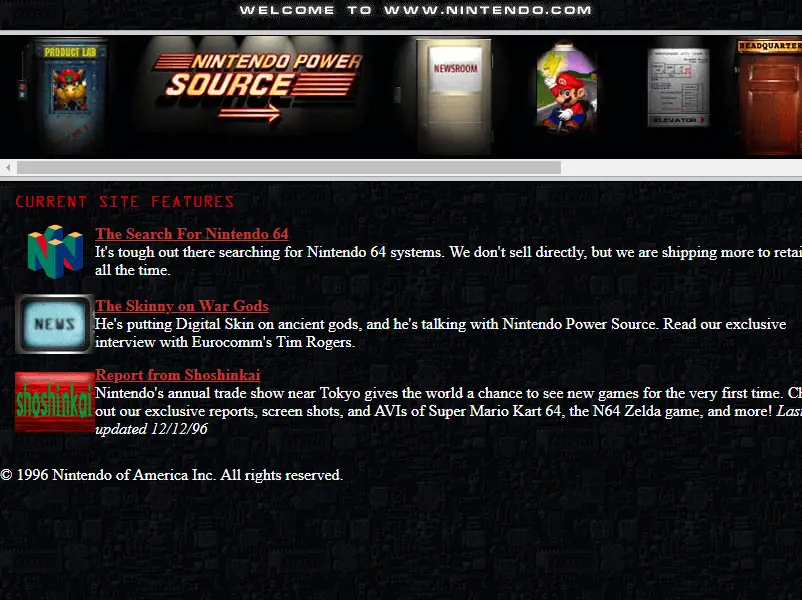 WELCOME TO WWW.NINTENDO.COM
PRODUCT LAB
NINTENDO POWER
SOURCE
NEWSROOM
ELEVATOR
HEADQUARTER
CURRENT SITE FEATURES
The Search For Nintendo 64
It's tough out there searching for Nintendo 64 systems. We don't sell directly, but we are shipping more to retai
all the time.
NEWS
The Skinny on War Gods
He's putting Digital Skin on ancient gods, and he's talking with Nintendo Power Source. Read our exclusive
interview with Eurocomm's Tim Rogers.
shoshinkai
Report from Shoshinkai
Nintendo's annual trade show near Tokyo gives the world a chance to see new games for the very first time. Ch
out our exclusive reports, screen shots, and AVIs of Super Mario Kart 64, the N64 Zelda game, and more! Las
updated 12/12/96
© 1996 Nintendo of America Inc. All rights reserved.